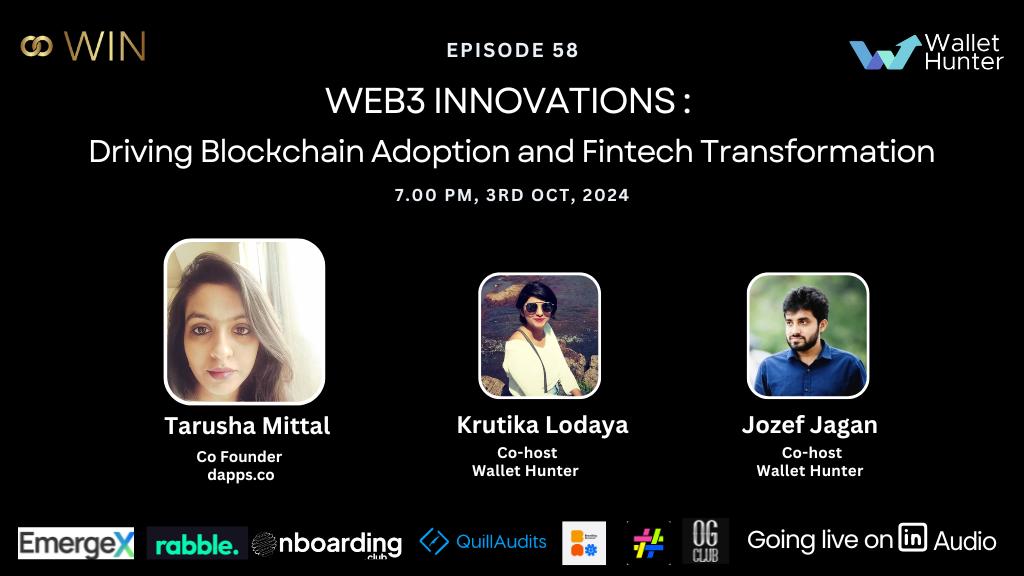 WIN
EPISODE 58
Wallet
Hunter
WEB3 INNOVATIONS :
Driving Blockchain Adoption and Fintech Transformation
7.00 PM, 3RD OCT, 2024
Tarusha Mittal
Co Founder
dapps.co
Krutika Lodaya
Co-host
Wallet Hunter
Jozef Jagan
Co-host
Wallet Hunter
EmergeX
rabble.
nboarding
club
QuillAudits
OG
CLUB
Going live on in Audio